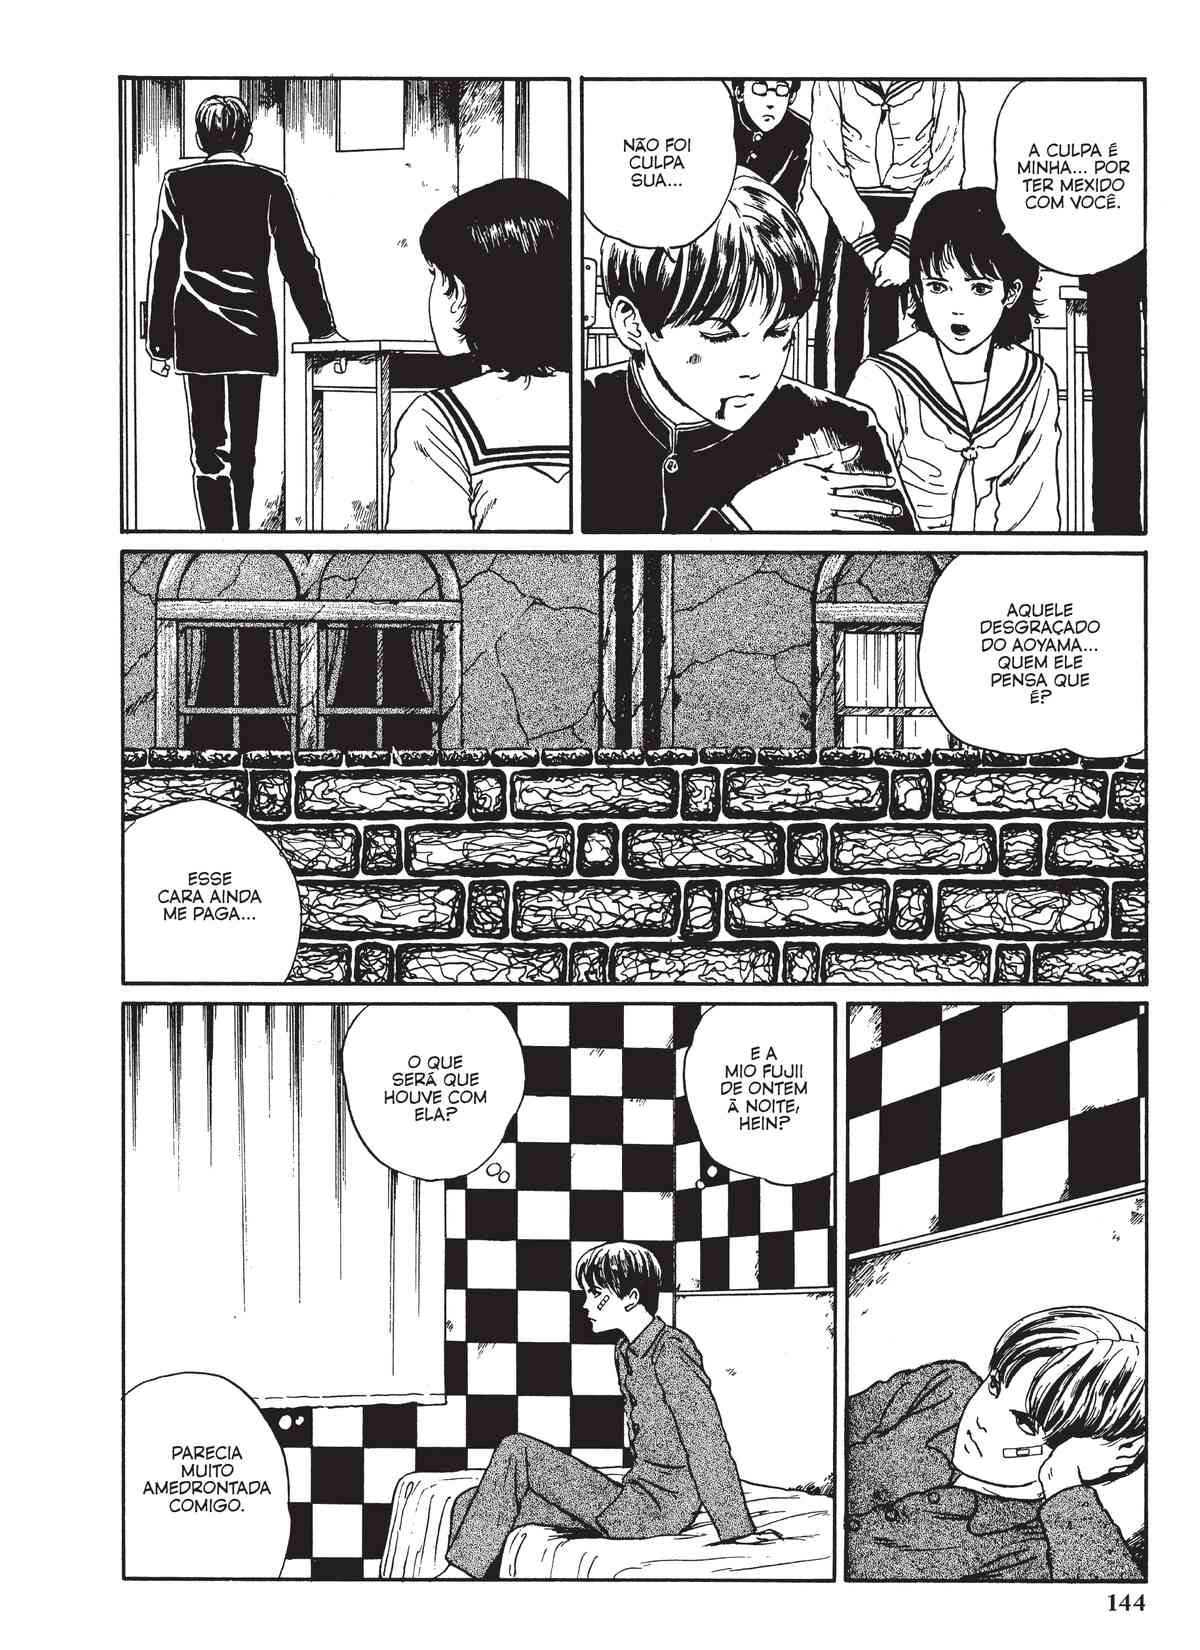 A CULPA É
MINHA... POR
TER MEXIDO
COM VOCÊ.
NÃO FOI
CULPA
SUA...
AQUELE
DESGRAÇADO
DO AOYAMA...
QUEM ELE
PENSA QUE
É?
ESSE
CARA AINDA
ME PAGA...
E A
MIO FUJII
DE ONTEM
À NOITE,
HEIN?
O QUE
SERÁ QUE
HOUVE COM
ELA?
PARECIA
MUITO
AMEDRONTADA
COMIGO.
144